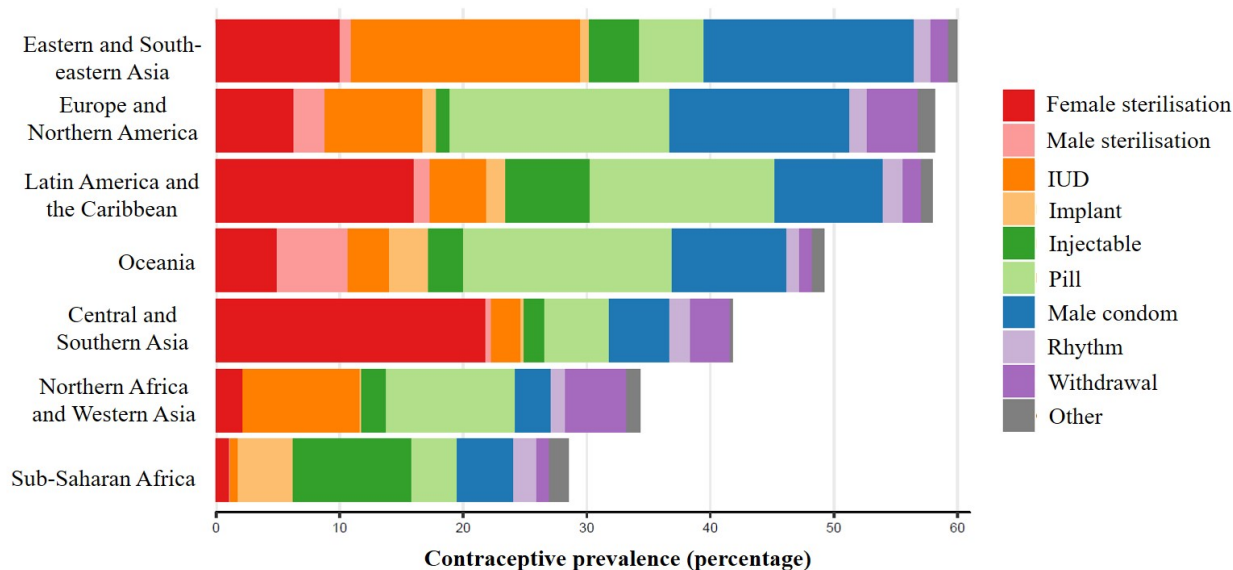 Eastern and South-
eastern Asia
Europe and
Northern America
Latin America and
the Caribbean
Oceania
Central and
Southern Asia
Northern Africa
and Western Asia
Sub-Saharan Africa
0 10 20 30 40 50 60
Contraceptive prevalence (percentage)
Female sterilisation
Male sterilisation
IUD
Implant
Injectable
Pill
Male condom
Rhythm
Withdrawal
Other